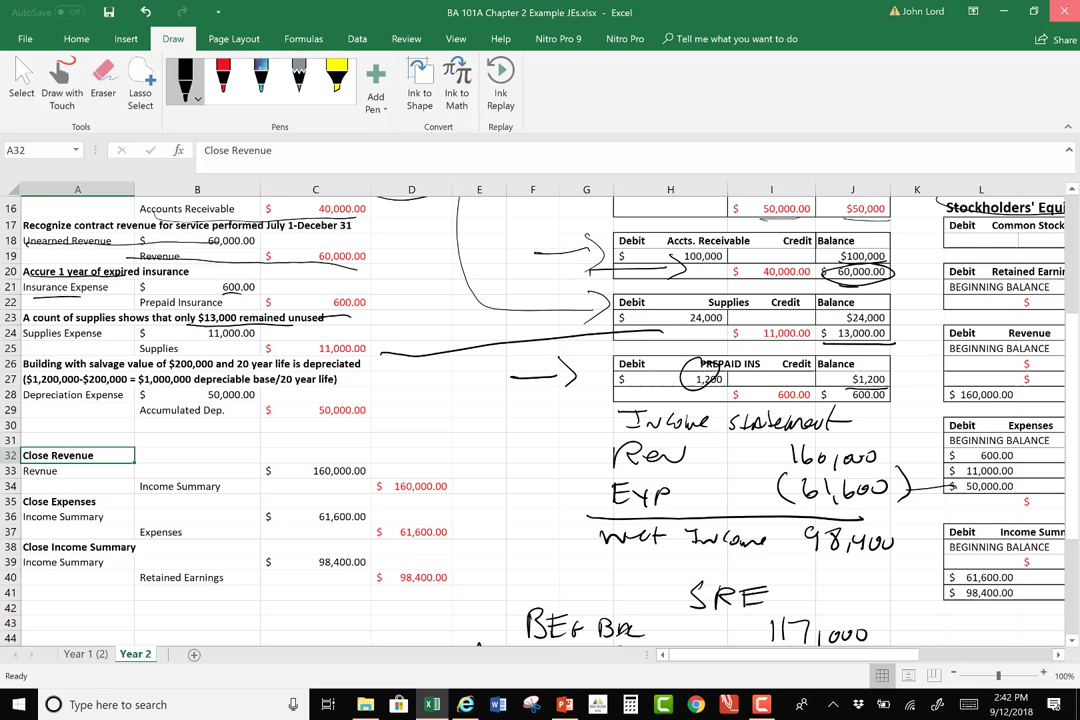 AutoSave Off
BA 101A Chapter 2 Example JEs.xlsx - Excel
John Lord
File Home Insert Draw Page Layout Formulas Data Review View Help Nitro Pro 9 Nitro Pro Tell me what you want to do Share
Select Draw with Touch Eraser Lasso Select Add Pen Ink to Shape Ink to Math Ink Replay
Tools Pens Convert Replay
A32 fx Close Revenue
A B C D E F G H I J K L
16 Accounts Receivable $ 40,000.00 $ 50,000.00 $50,000 Stockholders' Equi
17 Recognize contract revenue for service performed July 1-Deceber 31 Debit Common Stock
18 Unearned Revenue $ 60,000.00 Debit Accts. Receivable Credit Balance
19 Revenue $ 60,000.00 $ 100,000 $100,000
20 Accure 1 year of expired insurance $ 40,000.00 $ 60,000.00 Debit Retained Earnin
21 Insurance Expense $ 600.00 BEGINNING BALANCE
22 Prepaid Insurance $ 600.00 Debit Supplies Credit Balance $
23 A count of supplies shows that only $13,000 remained unused $ 24,000 $24,000
24 Supplies Expense $ 11,000.00 $ 11,000.00 $ 13,000.00 Debit Revenue
25 Supplies $ 11,000.00 BEGINNING BALANCE
26 Building with salvage value of $200,000 and 20 year life is depreciated Debit PREPAID INS Credit Balance $
27 ($1,200,000-$200,000 = $1,000,000 depreciable base/20 year life) $ 1,200 $1,200 $
28 Depreciation Expense $ 50,000.00 $ 600.00 $ 600.00 $ 160,000.00
29 Accumulated Dep. $ 50,000.00
30 Income statement Debit Expenses
31 BEGINNING BALANCE
32 Close Revenue Rev 160,000 $ 600.00
33 Revnue $ 160,000.00 $ 11,000.00
34 Income Summary $ 160,000.00 Exp (61,600) $ 50,000.00
35 Close Expenses $
36 Income Summary $ 61,600.00
37 Expenses $ 61,600.00 Net Income 98,400 Debit Income Summ
38 Close Income Summary BEGINNING BALANCE
39 Income Summary $ 98,400.00 $
40 Retained Earnings $ 98,400.00 $ 61,600.00
41 SRE $ 98,400.00
42
43 BEG BAL 117,000
44
Year 1 (2) Year 2
Ready 100%
Type here to search
2:42 PM
9/12/2018